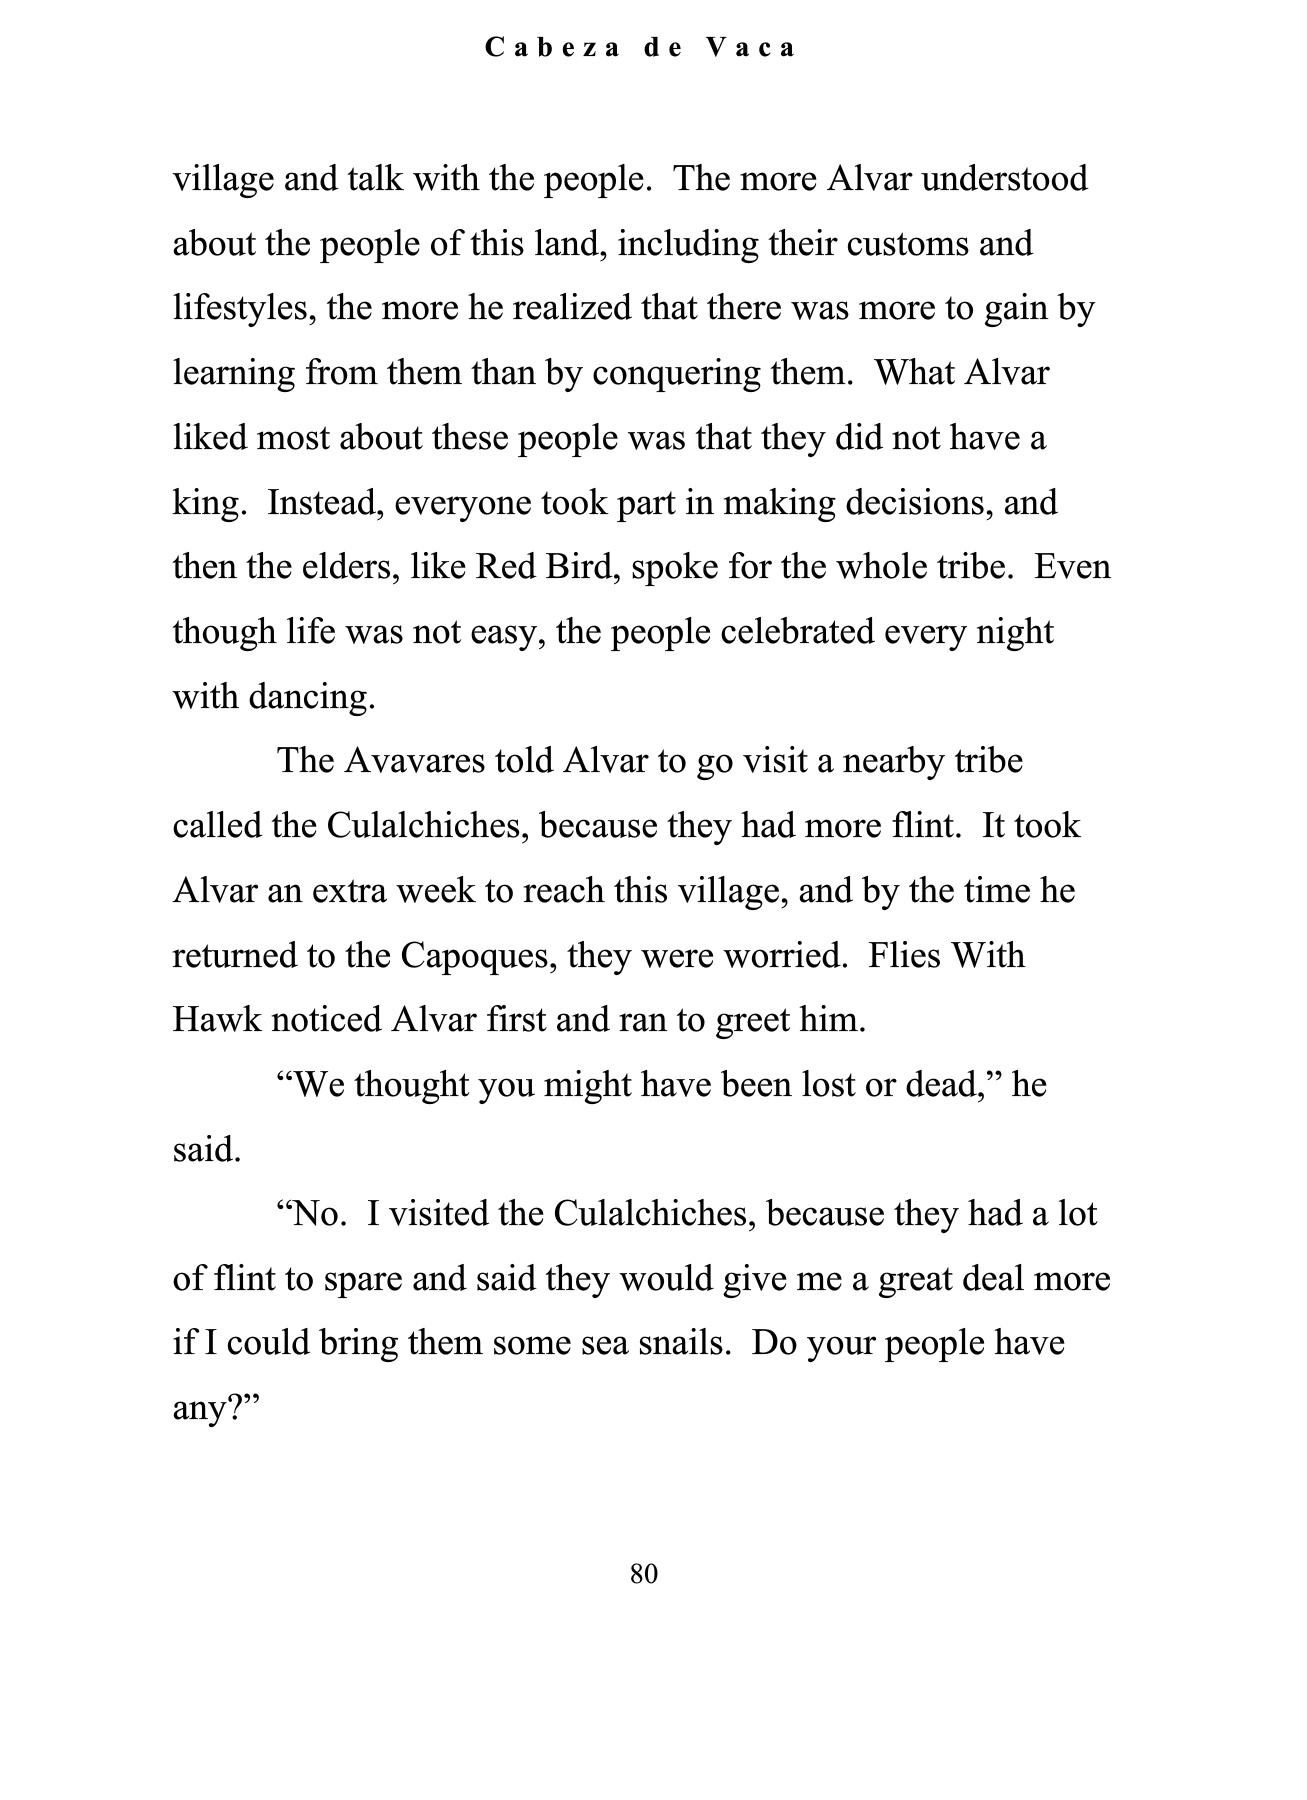 Cabeza de Vaca
village and talk with the people.  The more Alvar understood
about the people of this land, including their customs and
lifestyles, the more he realized that there was more to gain by
learning from them than by conquering them.  What Alvar
liked most about these people was that they did not have a
king.  Instead, everyone took part in making decisions, and
then the elders, like Red Bird, spoke for the whole tribe.  Even
though life was not easy, the people celebrated every night
with dancing.
The Avavares told Alvar to go visit a nearby tribe
called the Culalchiches, because they had more flint.  It took
Alvar an extra week to reach this village, and by the time he
returned to the Capoques, they were worried.  Flies With
Hawk noticed Alvar first and ran to greet him.
“We thought you might have been lost or dead,” he
said.
“No.  I visited the Culalchiches, because they had a lot
of flint to spare and said they would give me a great deal more
if I could bring them some sea snails.  Do your people have
any?”
80